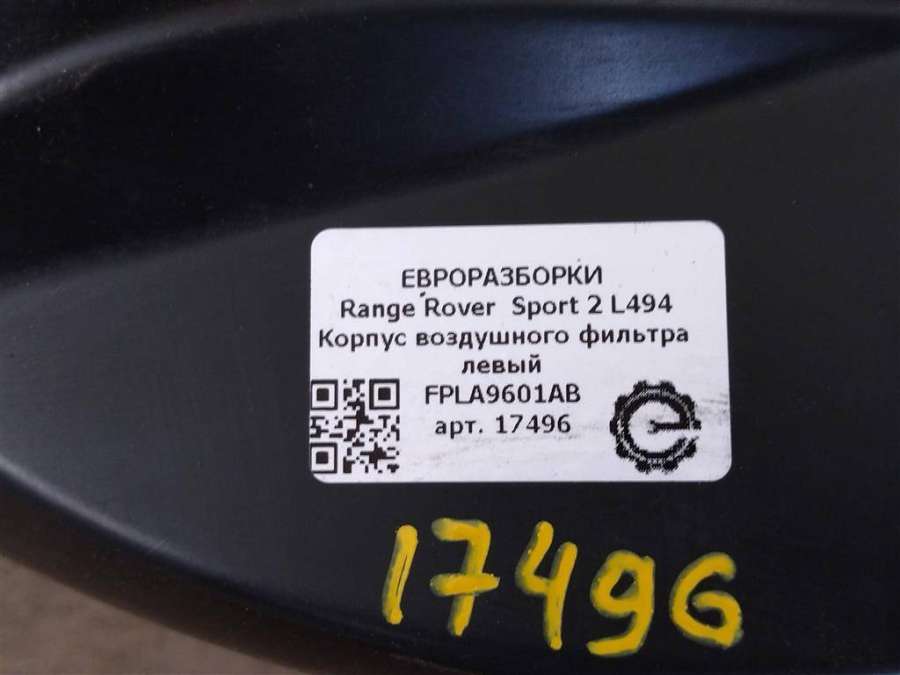 ЕВРОРАЗБОРКИ
Range Rover Sport 2 L494
Корпус воздушного фильтра
левый
FPLA9601AB
арт. 17496
17496